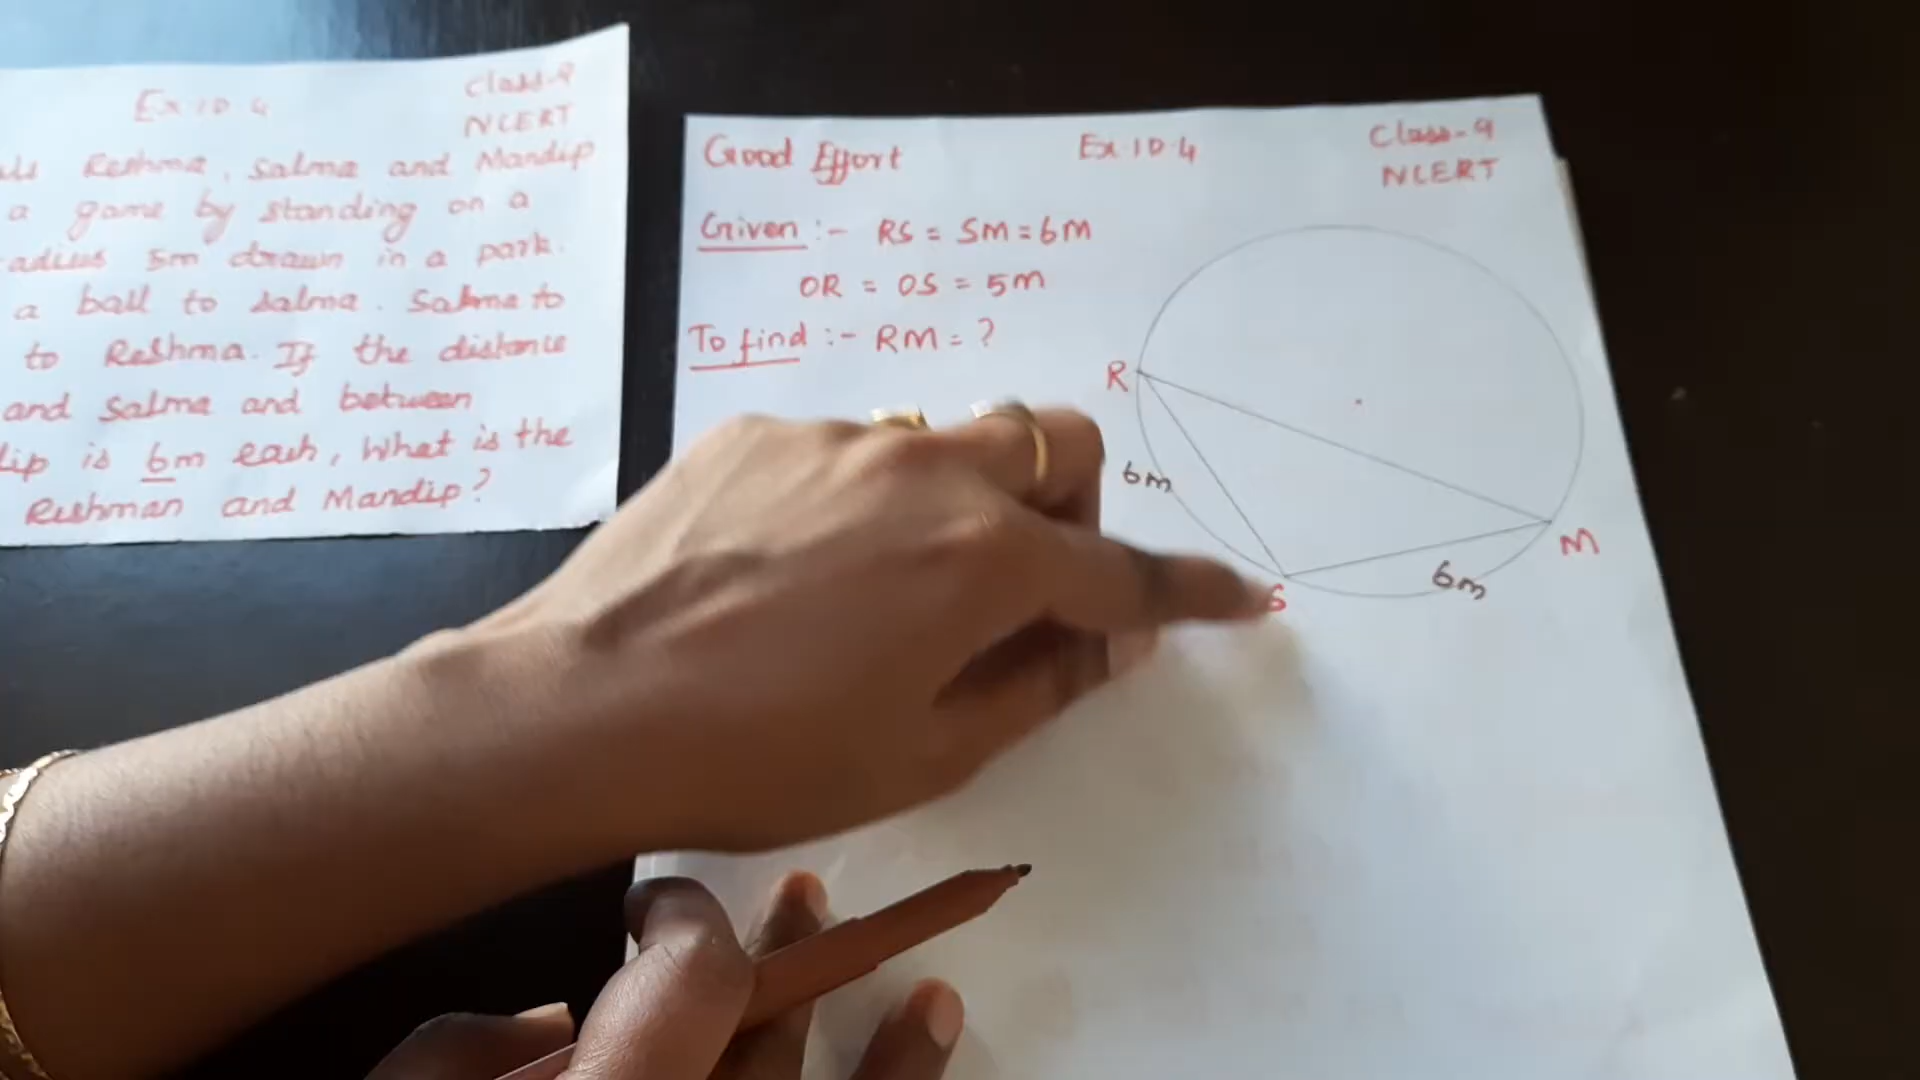 Ex 10.4
Class-9
NCERT
Reshma, Salma and Mandip
a game by standing on a
adius 5m drawn in a park.
a ball to salma. Salma to
to Reshma. If the distance
and Salma and between
dip is 6m each, What is the
Reshman and Mandip?
Good Effort
Ex 10.4
Class-9
NCERT
Given :- RS = SM = 6M
OR = OS = 5M
To find :- RM = ?
R
6m
M
6m
S